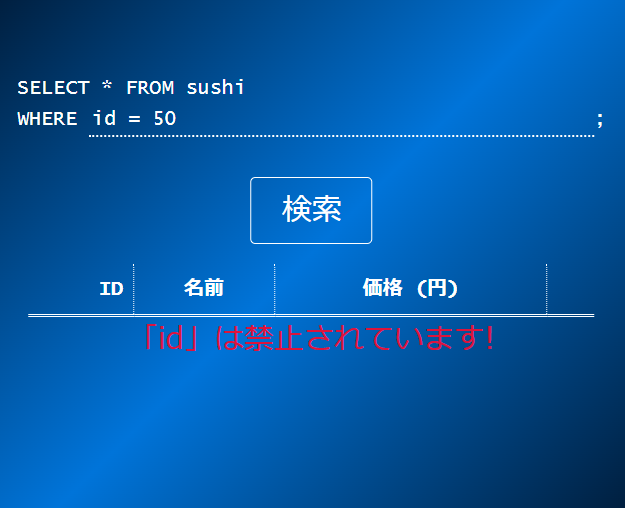 SELECT * FROM sushi
WHERE id = 50 ;
検索
ID 名前 価格 (円)
「id」は禁止されています!